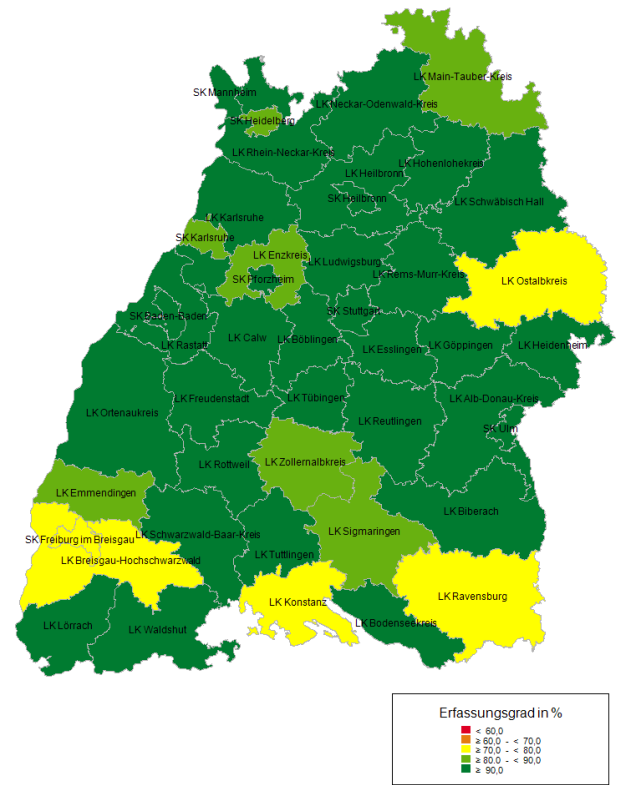 LK Main-Tauber-Kreis
SK Mannheim
LK Neckar-Odenwald-Kreis
SK Heidelberg
LK Rhein-Neckar-Kreis
LK Hohenlohekreis
LK Heilbronn
SK Heilbronn
LK Schwäbisch Hall
LK Karlsruhe
SK Karlsruhe
LK Enzkreis
LK Ludwigsburg
LK Rems-Murr-Kreis
SK Pforzheim
LK Ostalbkreis
SK Stuttgart
SK Baden-Baden
LK Calw
LK Böblingen
LK Rastatt
LK Esslingen
LK Göppingen
LK Heidenheim
LK Freudenstadt
LK Tübingen
LK Alb-Donau-Kreis
LK Ortenaukreis
LK Reutlingen
SK Ulm
LK Rottweil
LK Zollernalbkreis
LK Emmendingen
LK Biberach
LK Schwarzwald-Baar-Kreis
LK Sigmaringen
SK Freiburg im Breisgau
LK Tuttlingen
LK Breisgau-Hochschwarzwald
LK Ravensburg
LK Konstanz
LK Bodenseekreis
LK Lörrach
LK Waldshut
Erfassungsgrad in %
< 60,0
≥ 60,0 - < 70,0
≥ 70,0 - < 80,0
≥ 80,0 - < 90,0
≥ 90,0